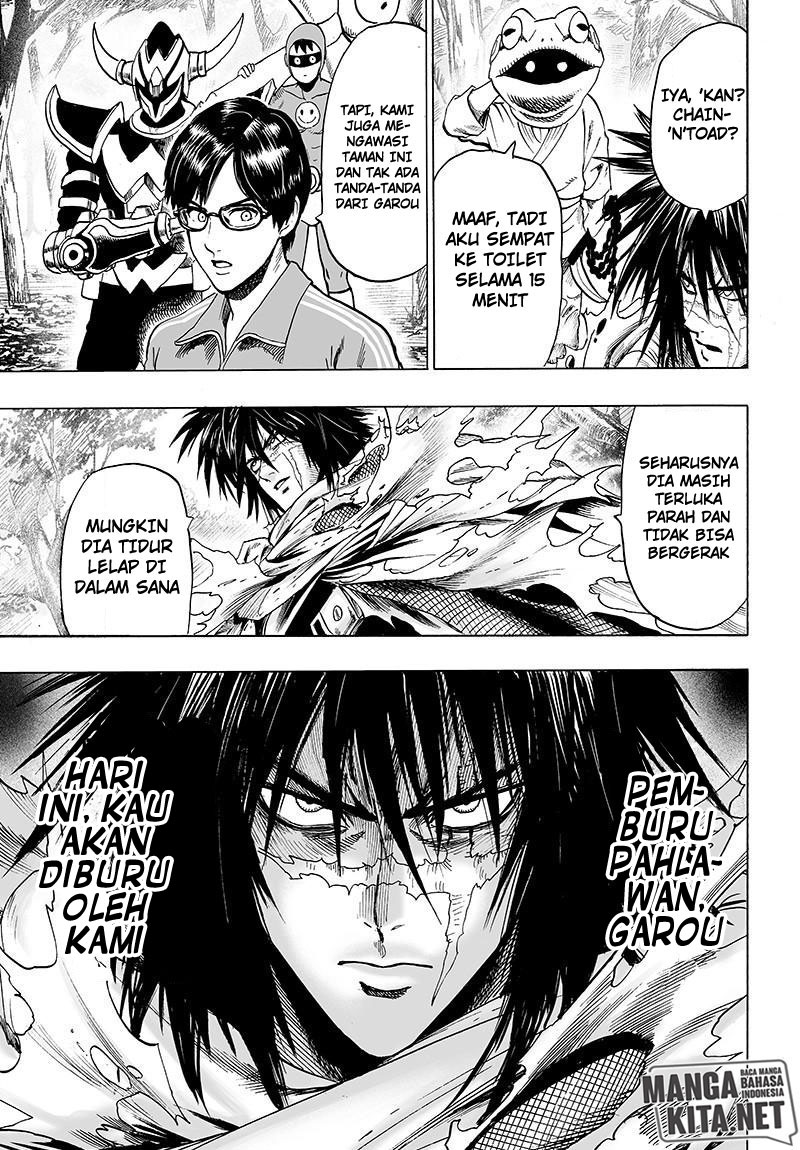 IYA, 'KAN?
CHAIN-
'N'TOAD?
MAAF, TADI
AKU SEMPAT
KE TOILET
SELAMA 15
MENIT
TAPI, KAMI
JUGA ME-
NGAWASI
TAMAN INI
DAN TAK ADA
TANDA-TANDA
DARI GAROU
SEHARUSNYA
DIA MASIH
TERLUKA
PARAH DAN
TIDAK BISA
BERGERAK
MUNGKIN
DIA TIDUR
LELAP DI
DALAM SANA
PEM-
BURU
PAHLA-
WAN,
GAROU
HARI
INI, KAU
AKAN
DIBURU
OLEH
KAMI
MANGA
KITA.NET
BACA MANGA
BAHASA
INDONESIA